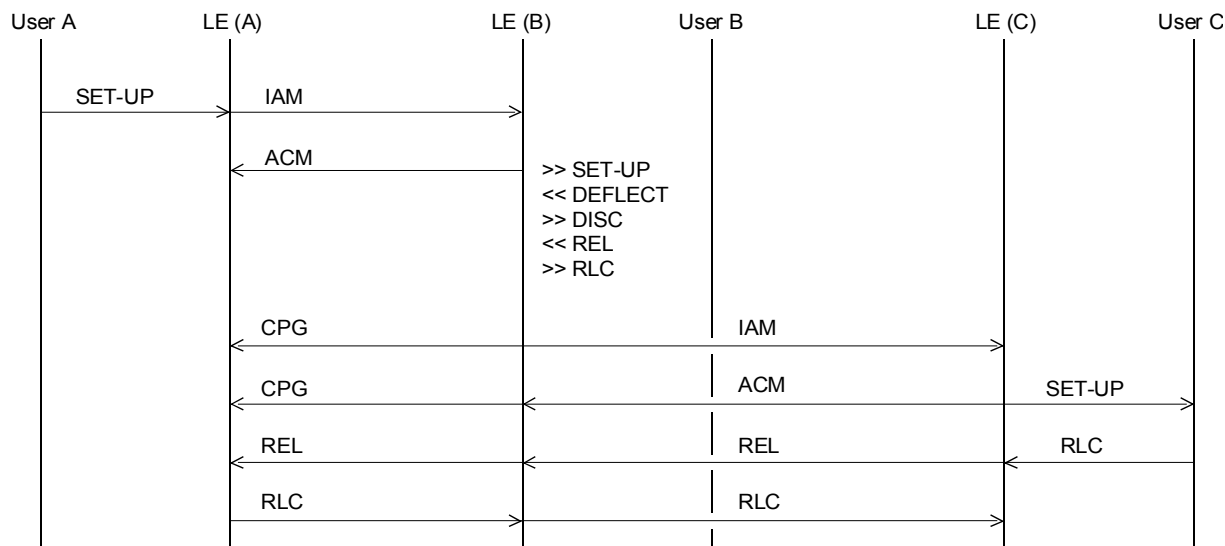 User A LE (A) LE (B) User B LE (C) User C
SET-UP IAM
ACM
>> SET-UP
<< DEFLECT
>> DISC
<< REL
>> RLC
CPG IAM
CPG ACM SET-UP
REL REL RLC
RLC RLC